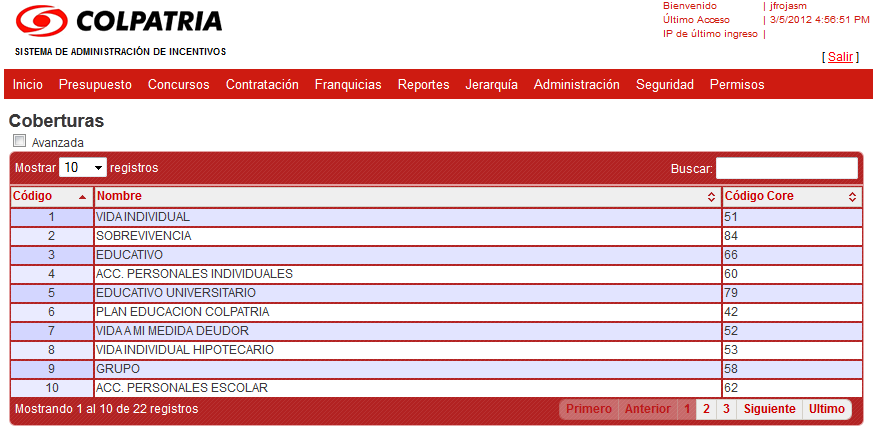 COLPATRIA
SISTEMA DE ADMINISTRACIÓN DE INCENTIVOS
Bienvenido | jfrojasm
Último Acceso | 3/5/2012 4:56:51 PM
IP de último ingreso |
[ Salir ]
Inicio Presupuesto Concursos Contratación Franquicias Reportes Jerarquía Administración Seguridad Permisos
Coberturas
Avanzada
Mostrar 10 registros Buscar:
Código Nombre Código Core
1 VIDA INDIVIDUAL 51
2 SOBREVIVENCIA 84
3 EDUCATIVO 66
4 ACC. PERSONALES INDIVIDUALES 60
5 EDUCATIVO UNIVERSITARIO 79
6 PLAN EDUCACION COLPATRIA 42
7 VIDA A MI MEDIDA DEUDOR 52
8 VIDA INDIVIDUAL HIPOTECARIO 53
9 GRUPO 58
10 ACC. PERSONALES ESCOLAR 62
Mostrando 1 al 10 de 22 registros Primero Anterior 1 2 3 Siguiente Ultimo